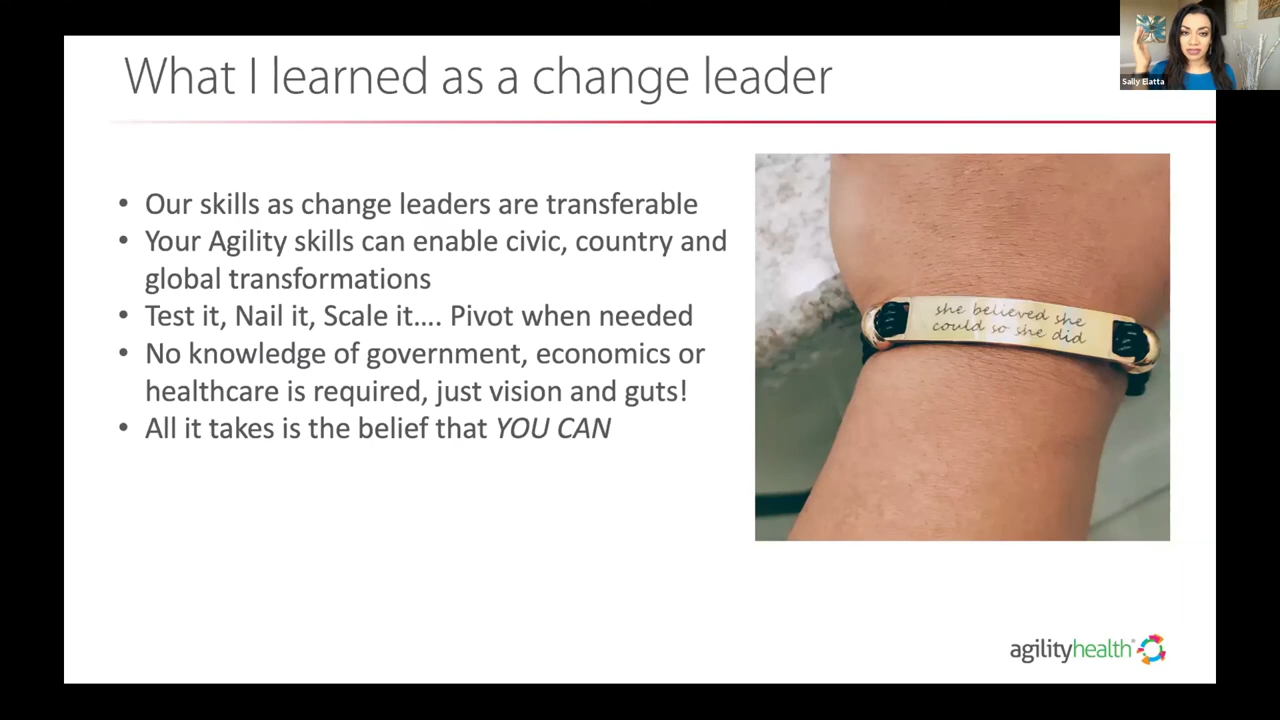 What I learned as a change leader
Sally Elatta
• Our skills as change leaders are transferable
• Your Agility skills can enable civic, country and
global transformations
• Test it, Nail it, Scale it.... Pivot when needed
• No knowledge of government, economics or
healthcare is required, just vision and guts!
• All it takes is the belief that YOU CAN
she believed she
could so she did
agilityhealth®